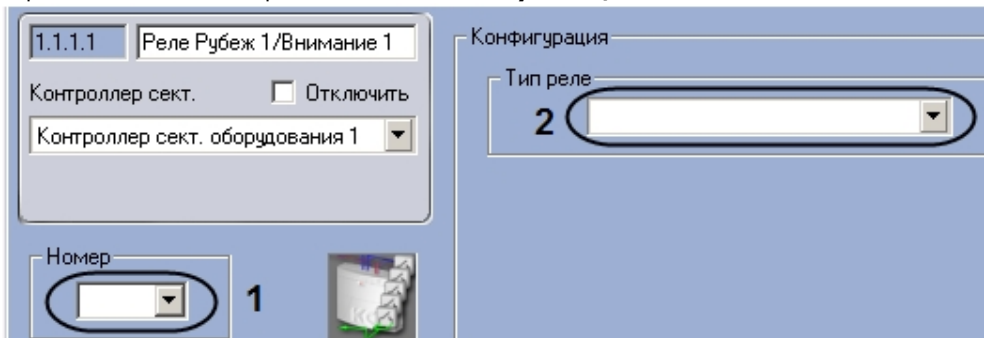 1.1.1.1 Реле Рубеж 1/Внимание 1
Контроллер сект. Отключить
Контроллер сект. оборудования 1
Номер
1
Конфигурация
Тип реле
2